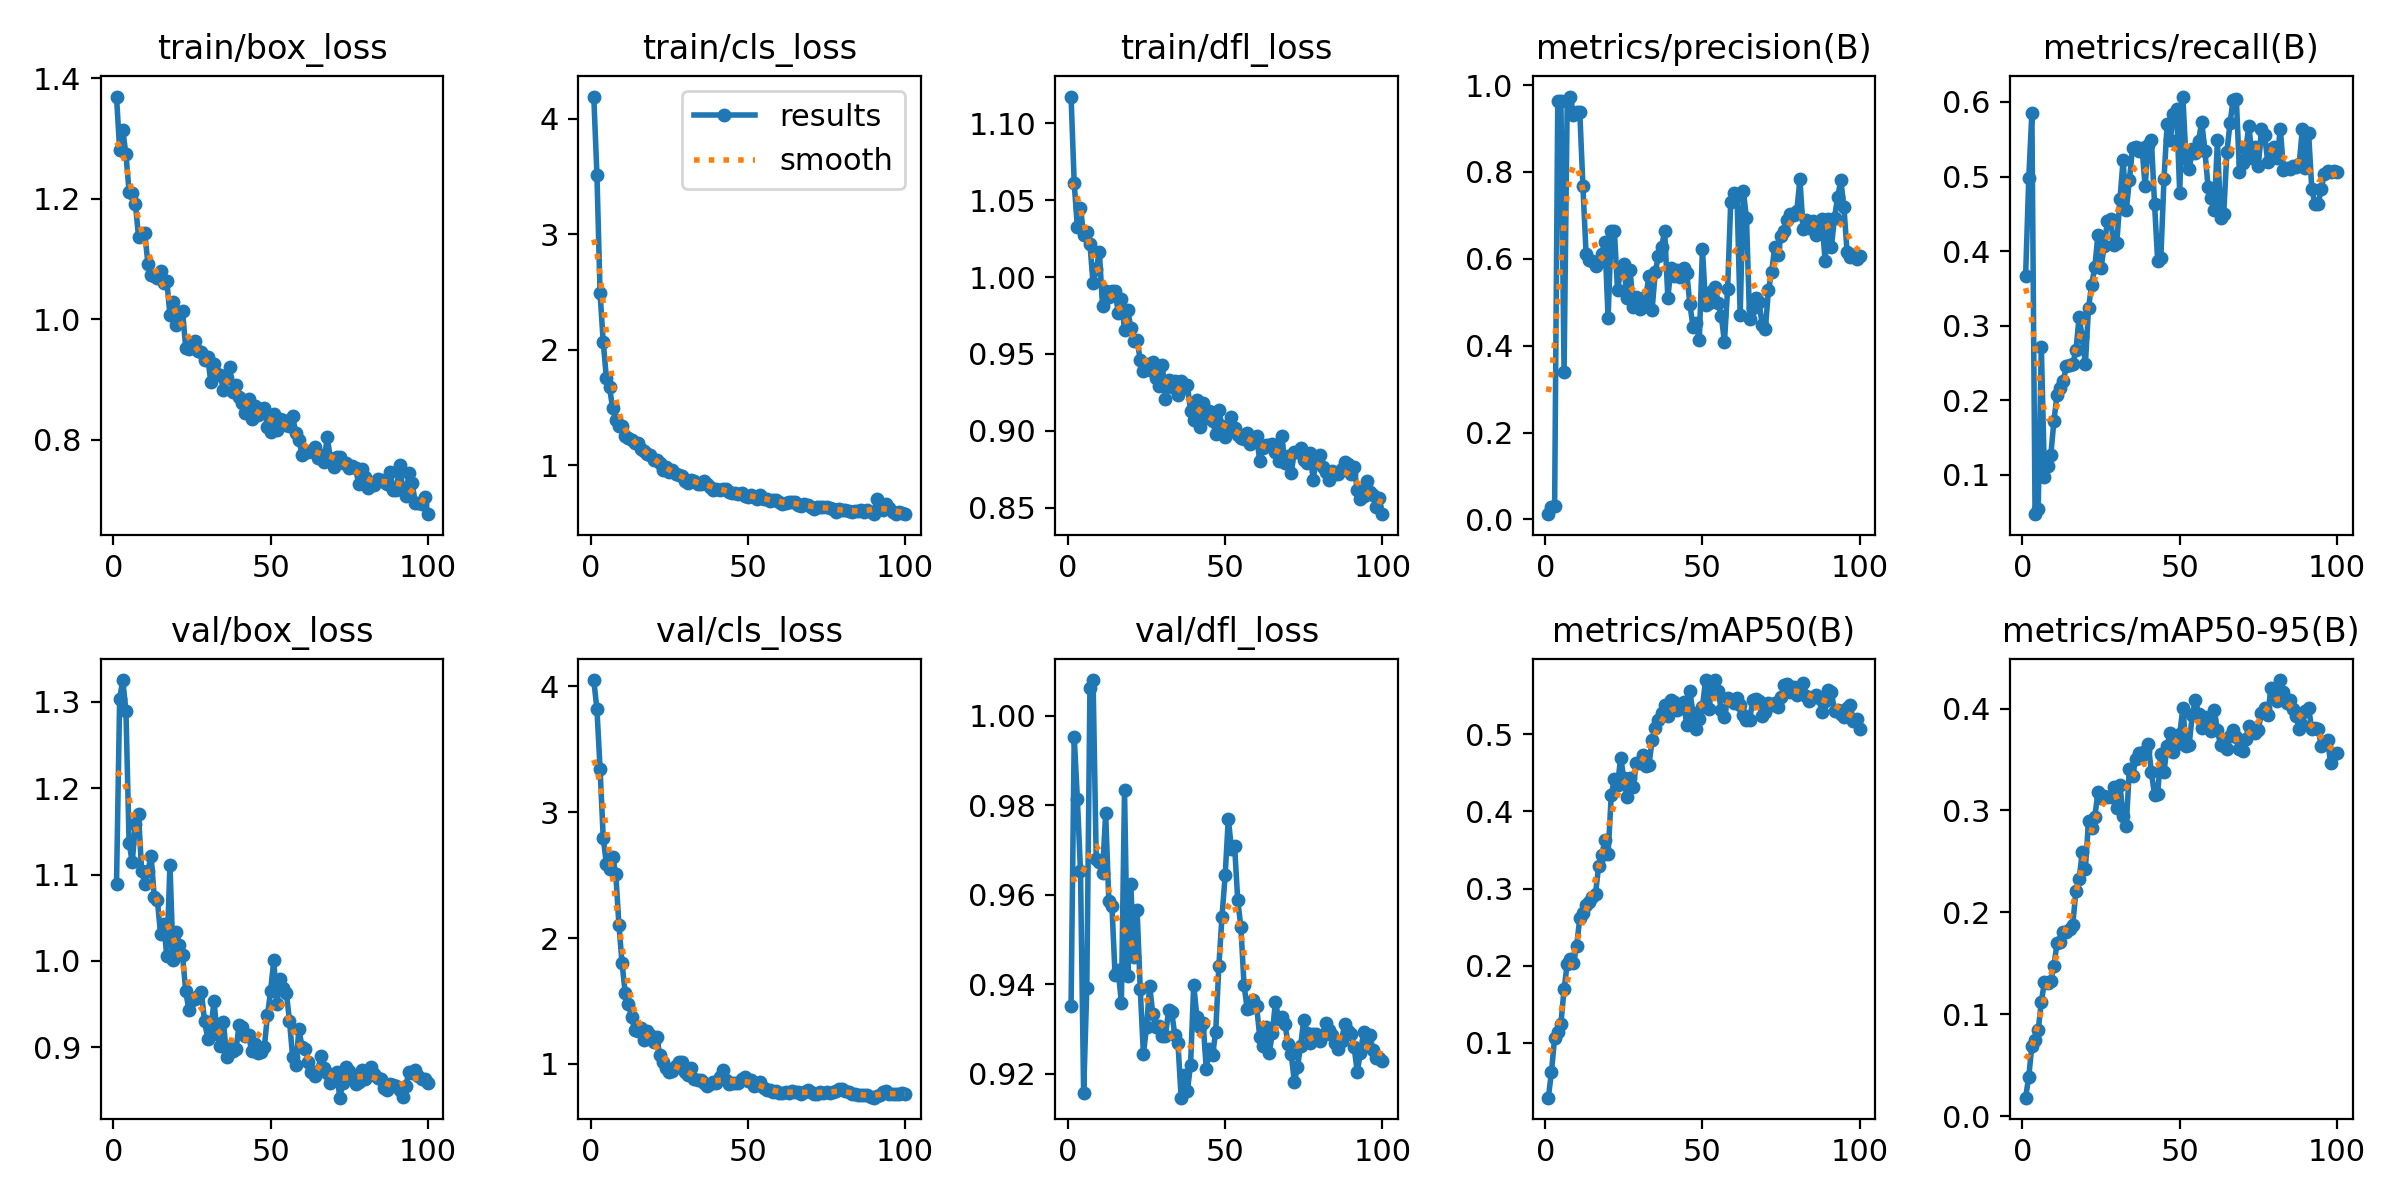 train/box_loss
1.4
1.2
1.0
0.8
0 50 100
train/cls_loss
results
smooth
4
3
2
1
0 50 100
train/dfl_loss
1.10
1.05
1.00
0.95
0.90
0.85
0 50 100
metrics/precision(B)
1.0
0.8
0.6
0.4
0.2
0.0
0 50 100
metrics/recall(B)
0.6
0.5
0.4
0.3
0.2
0.1
0 50 100
val/box_loss
1.3
1.2
1.1
1.0
0.9
0 50 100
val/cls_loss
4
3
2
1
0 50 100
val/dfl_loss
1.00
0.98
0.96
0.94
0.92
0 50 100
metrics/mAP50(B)
0.5
0.4
0.3
0.2
0.1
0 50 100
metrics/mAP50-95(B)
0.4
0.3
0.2
0.1
0.0
0 50 100